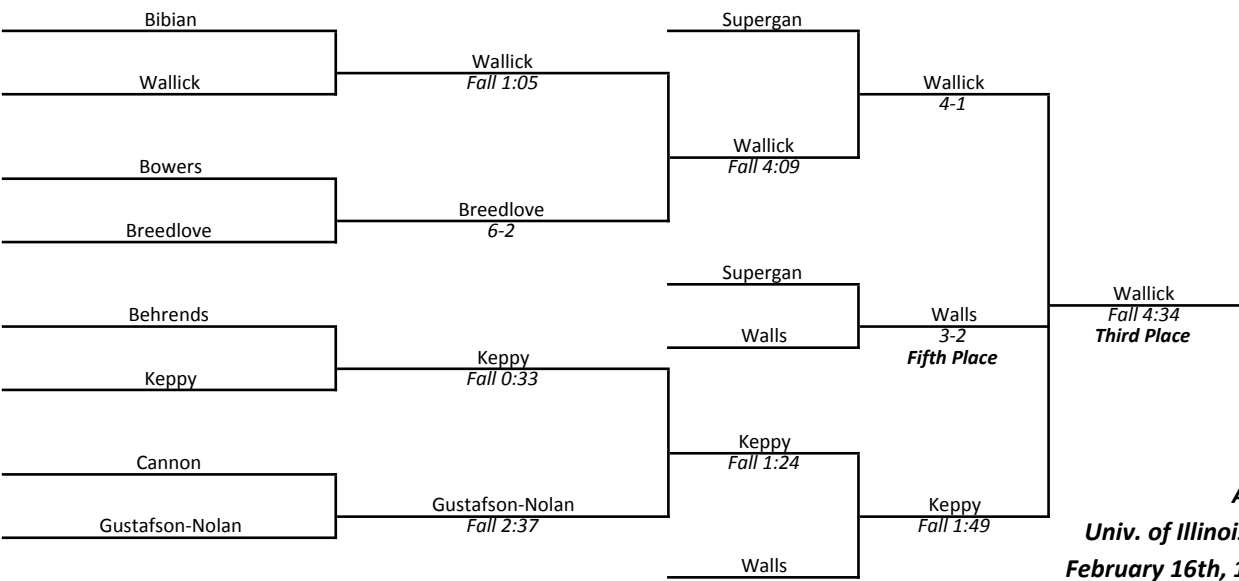 Bibian
Supergan
Wallick
Fall 1:05
Wallick
Wallick
4-1
Wallick
Fall 4:09
Bowers
Breedlove
6-2
Breedlove
Supergan
Wallick
Fall 4:34
Third Place
Behrends
Walls
3-2
Fifth Place
Walls
Keppy
Fall 0:33
Keppy
Keppy
Fall 1:24
Cannon
Gustafson-Nolan
Fall 2:37
Keppy
Fall 1:49
Gustafson-Nolan
A
Univ. of Illinois
Walls
February 16th, 1